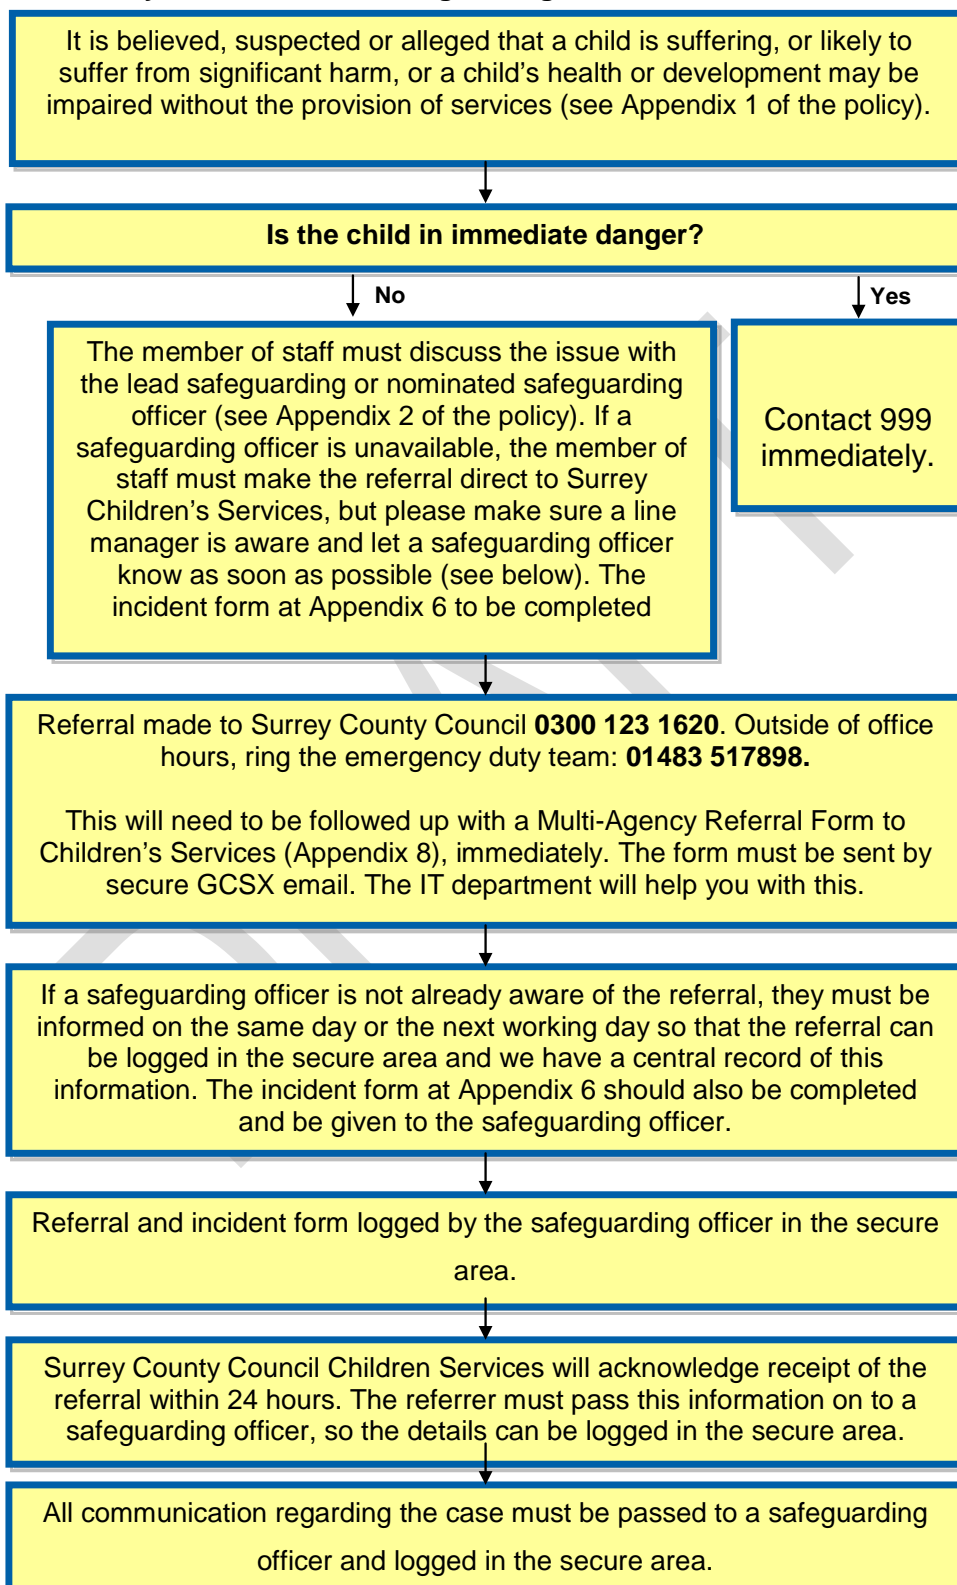 It is believed, suspected or alleged that a child is suffering, or likely to
suffer from significant harm, or a child's health or development may be
impaired without the provision of services (see Appendix 1 of the policy).
Is the child in immediate danger?
No
Yes
The member of staff must discuss the issue with
the lead safeguarding or nominated safeguarding
officer (see Appendix 2 of the policy). If a
safeguarding officer is unavailable, the member of
staff must make the referral direct to Surrey
Children's Services, but please make sure a line
manager is aware and let a safeguarding officer
know as soon as possible (see below). The
incident form at Appendix 6 to be completed
Contact 999
immediately.
Referral made to Surrey County Council 0300 123 1620. Outside of office
hours, ring the emergency duty team: 01483 517898.
This will need to be followed up with a Multi-Agency Referral Form to
Children's Services (Appendix 8), immediately. The form must be sent by
secure GCSX email. The IT department will help you with this.
If a safeguarding officer is not already aware of the referral, they must be
informed on the same day or the next working day so that the referral can
be logged in the secure area and we have a central record of this
information. The incident form at Appendix 6 should also be completed
and be given to the safeguarding officer.
Referral and incident form logged by the safeguarding officer in the secure
area.
Surrey County Council Children Services will acknowledge receipt of the
referral within 24 hours. The referrer must pass this information on to a
safeguarding officer, so the details can be logged in the secure area.
All communication regarding the case must be passed to a safeguarding
officer and logged in the secure area.